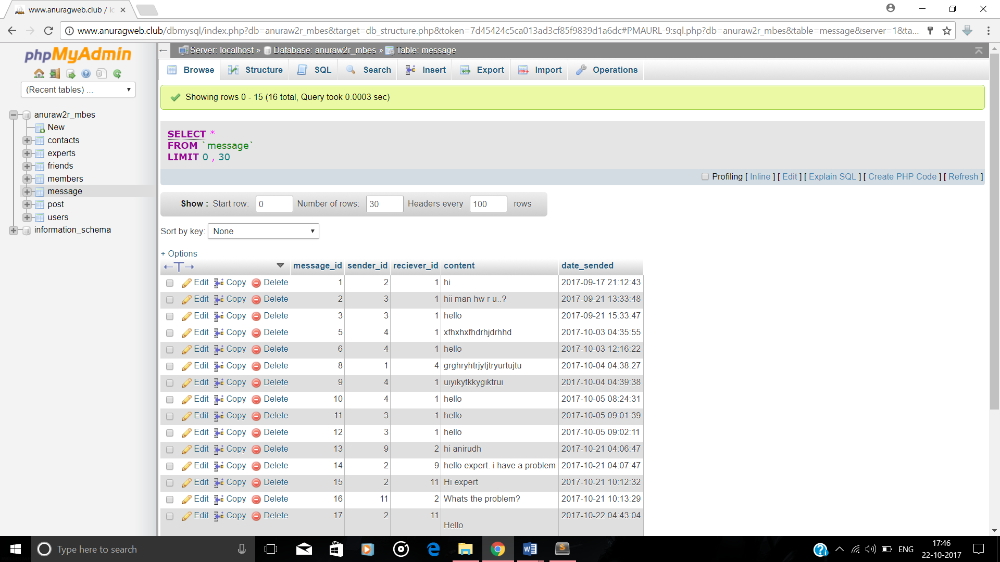 www.anuragweb.club / lo
www.anuragweb.club/dbmysql/index.php?db=anuraw2r_mbes&target=db_structure.php&token=7d45424c5ca013ad3cf85f9839d1a6dc#PMAURL-9:sql.php?db=anuraw2r_mbes&table=message&server=1&ta...
phpMyAdmin
(Recent tables) ...
anuraw2r_mbes
New
contacts
experts
friends
members
message
post
users
information_schema
Server: localhost » Database: anuraw2r_mbes » Table: message
Browse Structure SQL Search Insert Export Import Operations
Showing rows 0 - 15 (16 total, Query took 0.0003 sec)
SELECT *
FROM `message`
LIMIT 0 , 30
Profiling [ Inline ] [ Edit ] [ Explain SQL ] [ Create PHP Code ] [ Refresh ]
Show : Start row: 0 Number of rows: 30 Headers every 100 rows
Sort by key: None
+ Options
message_id sender_id reciever_id content date_sended
Edit Copy Delete 1 2 1 hi 2017-09-17 21:12:43
Edit Copy Delete 2 3 1 hii man hw r u..? 2017-09-21 13:33:48
Edit Copy Delete 3 3 1 hello 2017-09-21 15:33:47
Edit Copy Delete 5 4 1 xfhxhxfhdrhjdrhhd 2017-10-03 04:35:55
Edit Copy Delete 6 4 1 hello 2017-10-03 12:16:22
Edit Copy Delete 8 1 4 grghryhtrjytjtryurtujtu 2017-10-04 04:38:27
Edit Copy Delete 9 4 1 uiyikytkkygiktrui 2017-10-04 04:39:38
Edit Copy Delete 10 4 1 hello 2017-10-05 08:24:31
Edit Copy Delete 11 3 1 hello 2017-10-05 09:01:39
Edit Copy Delete 12 3 1 hello 2017-10-05 09:02:11
Edit Copy Delete 13 9 2 hi anirudh 2017-10-21 04:06:47
Edit Copy Delete 14 2 9 hello expert. i have a problem 2017-10-21 04:07:47
Edit Copy Delete 15 2 11 Hi expert 2017-10-21 10:12:32
Edit Copy Delete 16 11 2 Whats the problem? 2017-10-21 10:13:29
Edit Copy Delete 17 2 11 2017-10-22 04:43:04
Hello
Type here to search
ENG
17:46
22-10-2017